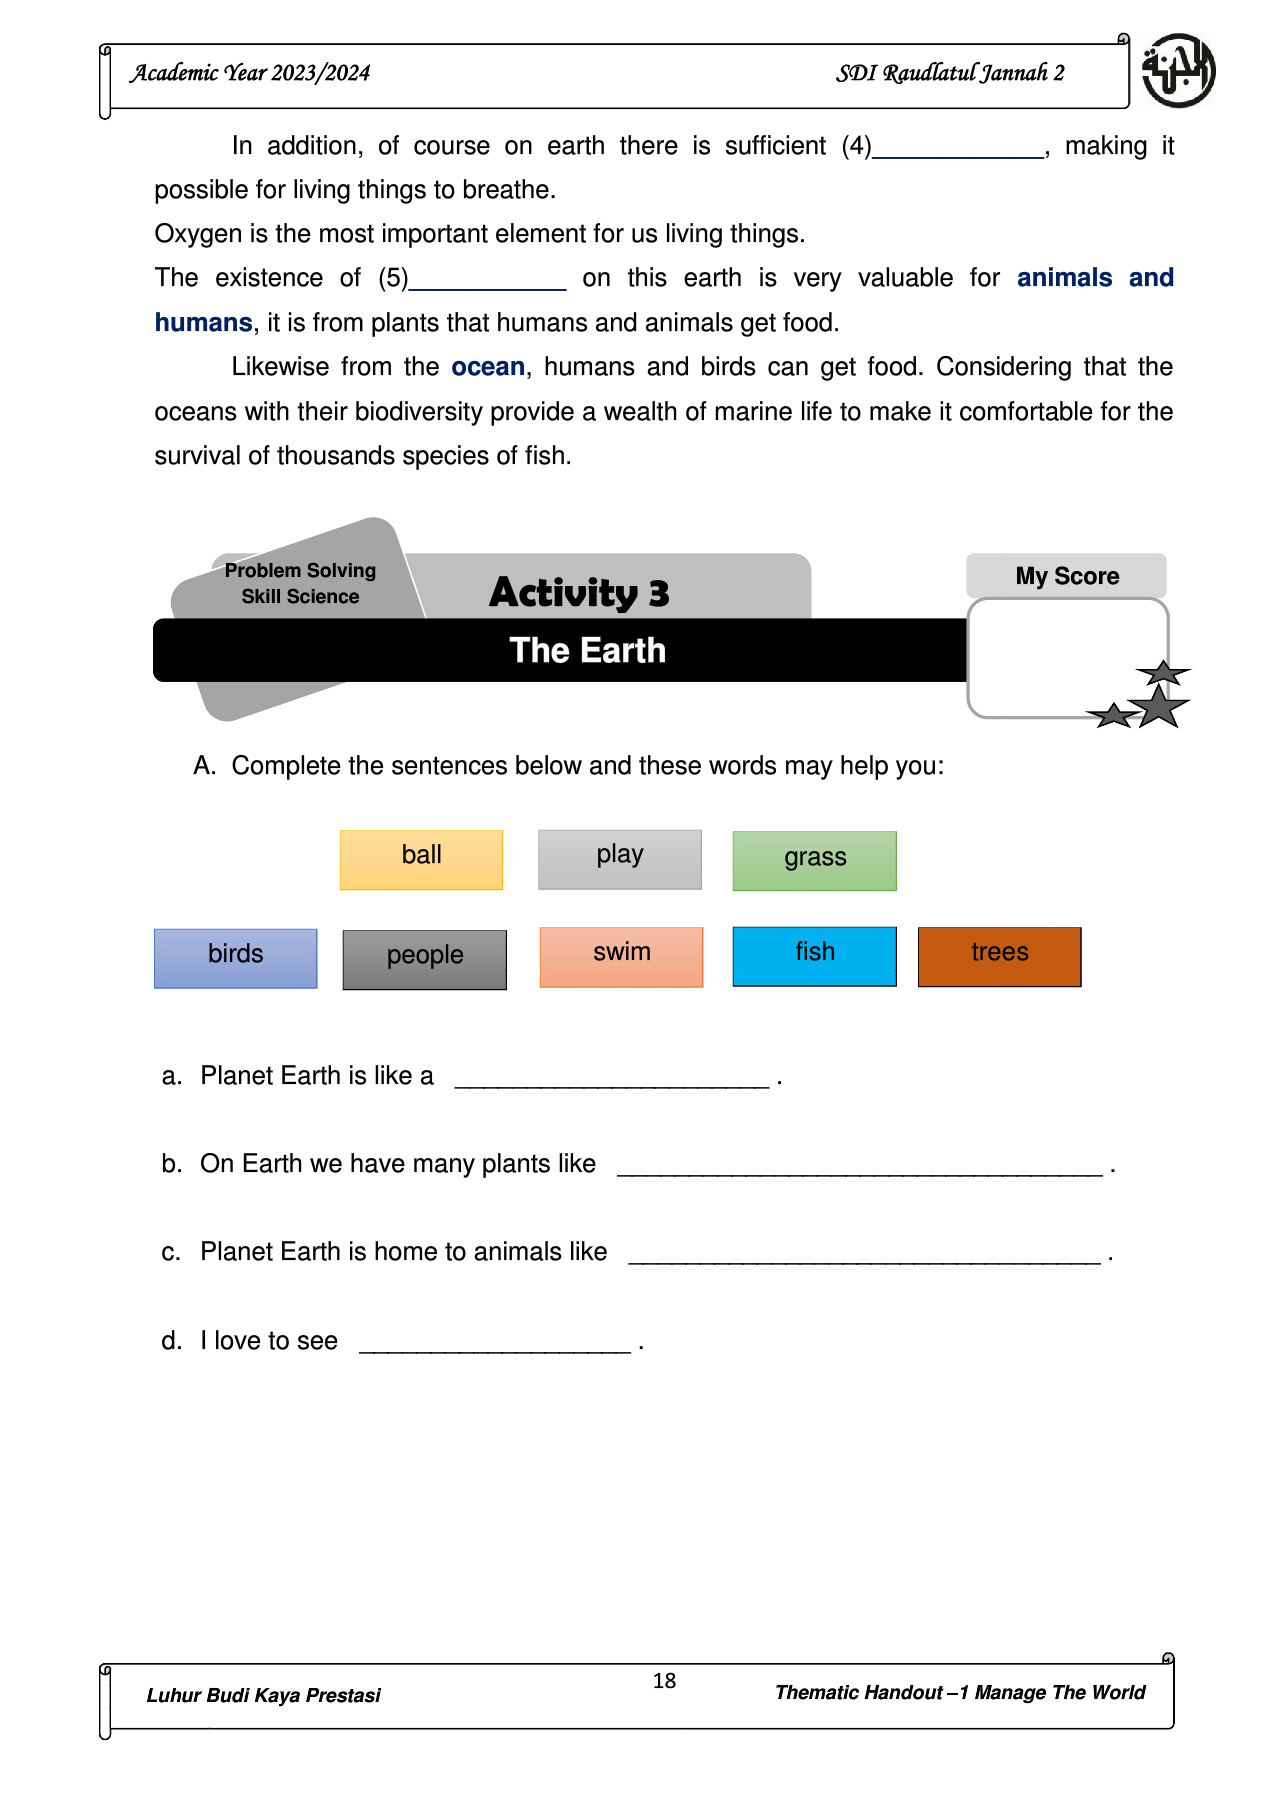 Academic Year 2023/2024 SDI Raudlatul Jannah 2
In addition, of course on earth there is sufficient (4)____________, making it
possible for living things to breathe.
Oxygen is the most important element for us living things.
The existence of (5)___________ on this earth is very valuable for animals and
humans, it is from plants that humans and animals get food.
Likewise from the ocean, humans and birds can get food. Considering that the
oceans with their biodiversity provide a wealth of marine life to make it comfortable for the
survival of thousands species of fish.
Problem Solving
Skill Science
Activity 3
My Score
The Earth
A. Complete the sentences below and these words may help you:
ball play grass
birds people swim fish trees
a. Planet Earth is like a ______________________ .
b. On Earth we have many plants like __________________________________ .
c. Planet Earth is home to animals like _________________________________ .
d. I love to see ___________________ .
18
Luhur Budi Kaya Prestasi Thematic Handout –1 Manage The World